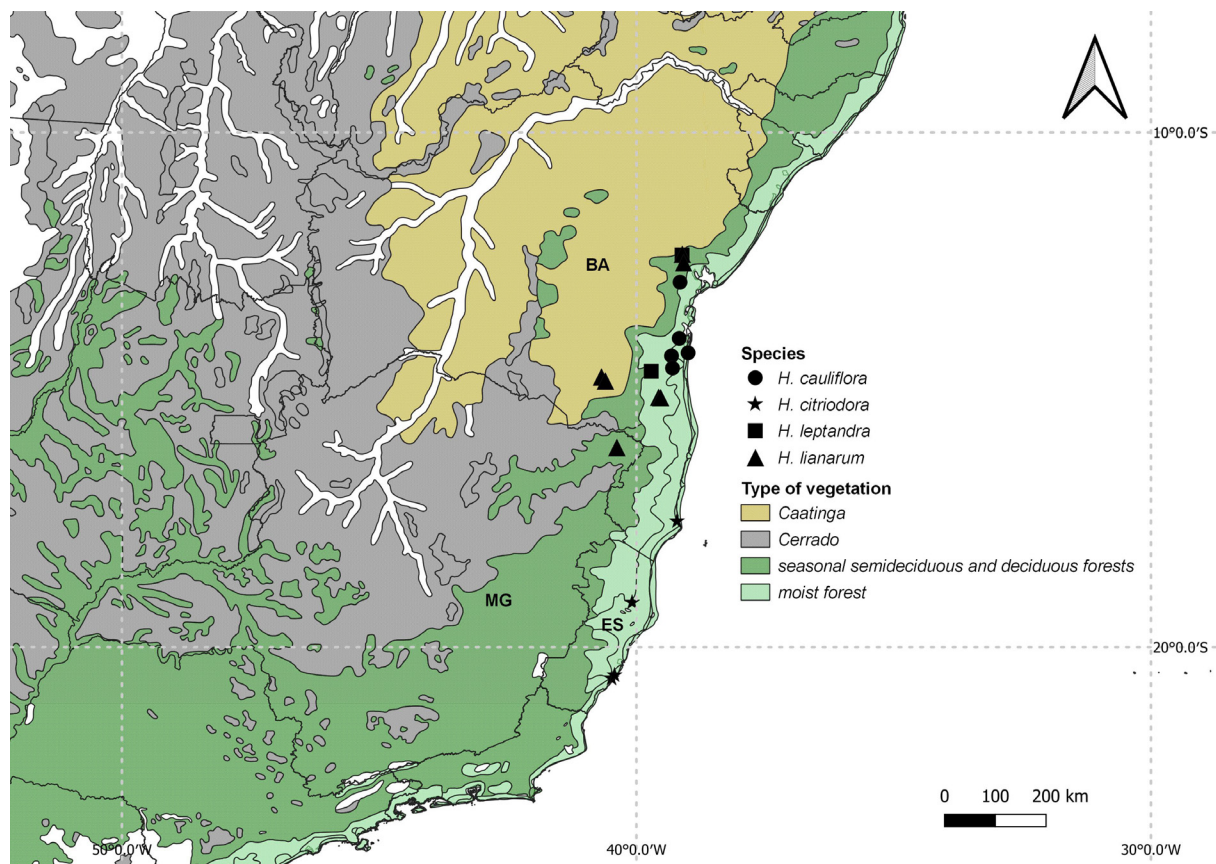 10°0.0'S
BA
Species
H. cauliflora
H. citriodora
H. leptandra
H. lianarum
Type of vegetation
Caatinga
Cerrado
seasonal semideciduous and deciduous forests
moist forest
MG
ES
20°0.0'S
0 100 200 km
50°0.0'W 40°0.0'W 30°0.0'W